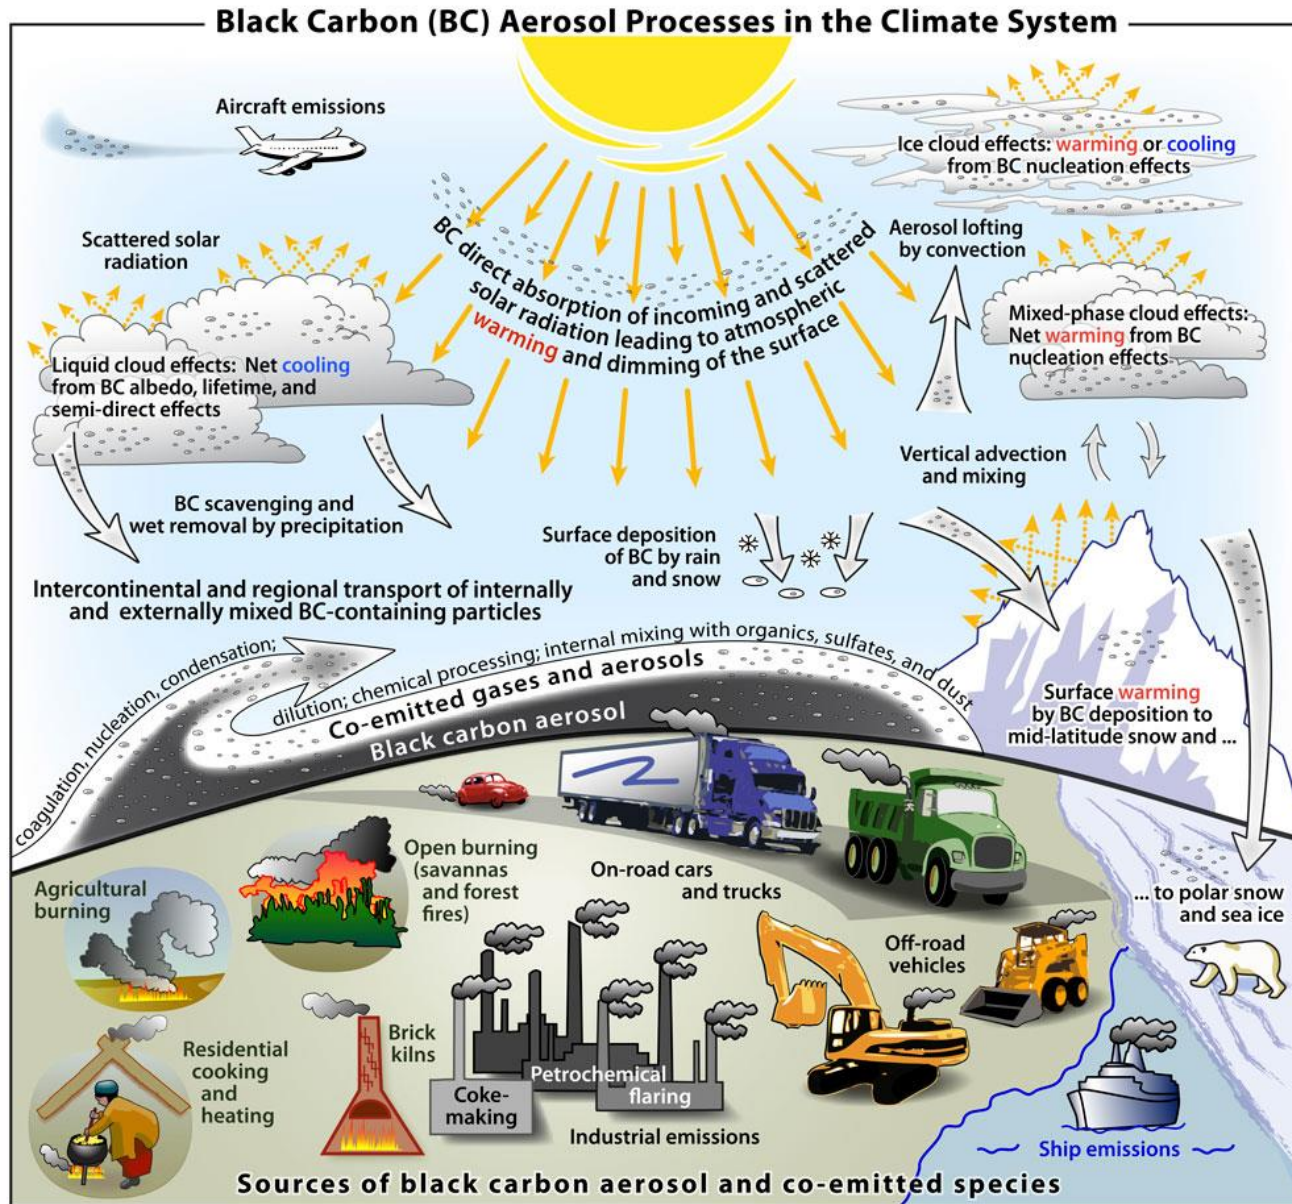 Black Carbon (BC) Aerosol Processes in the Climate System
Aircraft emissions
Ice cloud effects: warming or cooling
from BC nucleation effects
Scattered solar
radiation
BC direct absorption of incoming and scattered
solar radiation leading to atmospheric
warming and dimming of the surface
Aerosol lofting
by convection
Mixed-phase cloud effects:
Net warming from BC
nucleation effects
Liquid cloud effects: Net cooling
from BC albedo, lifetime, and
semi-direct effects
Vertical advection
and mixing
BC scavenging and
wet removal by precipitation
Surface deposition
of BC by rain
and snow
Intercontinental and regional transport of internally
and externally mixed BC-containing particles
coagulation, nucleation, condensation;
dilution; chemical processing; internal mixing with organics, sulfates, and dust
Co-emitted gases and aerosols
Black carbon aerosol
Surface warming
by BC deposition to
mid-latitude snow and ...
... to polar snow
and sea ice
Agricultural
burning
Open burning
(savannas
and forest
fires)
On-road cars
and trucks
Off-road
vehicles
Residential
cooking
and
heating
Brick
kilns
Coke-
making
Petrochemical
flaring
Industrial emissions
Ship emissions
Sources of black carbon aerosol and co-emitted species